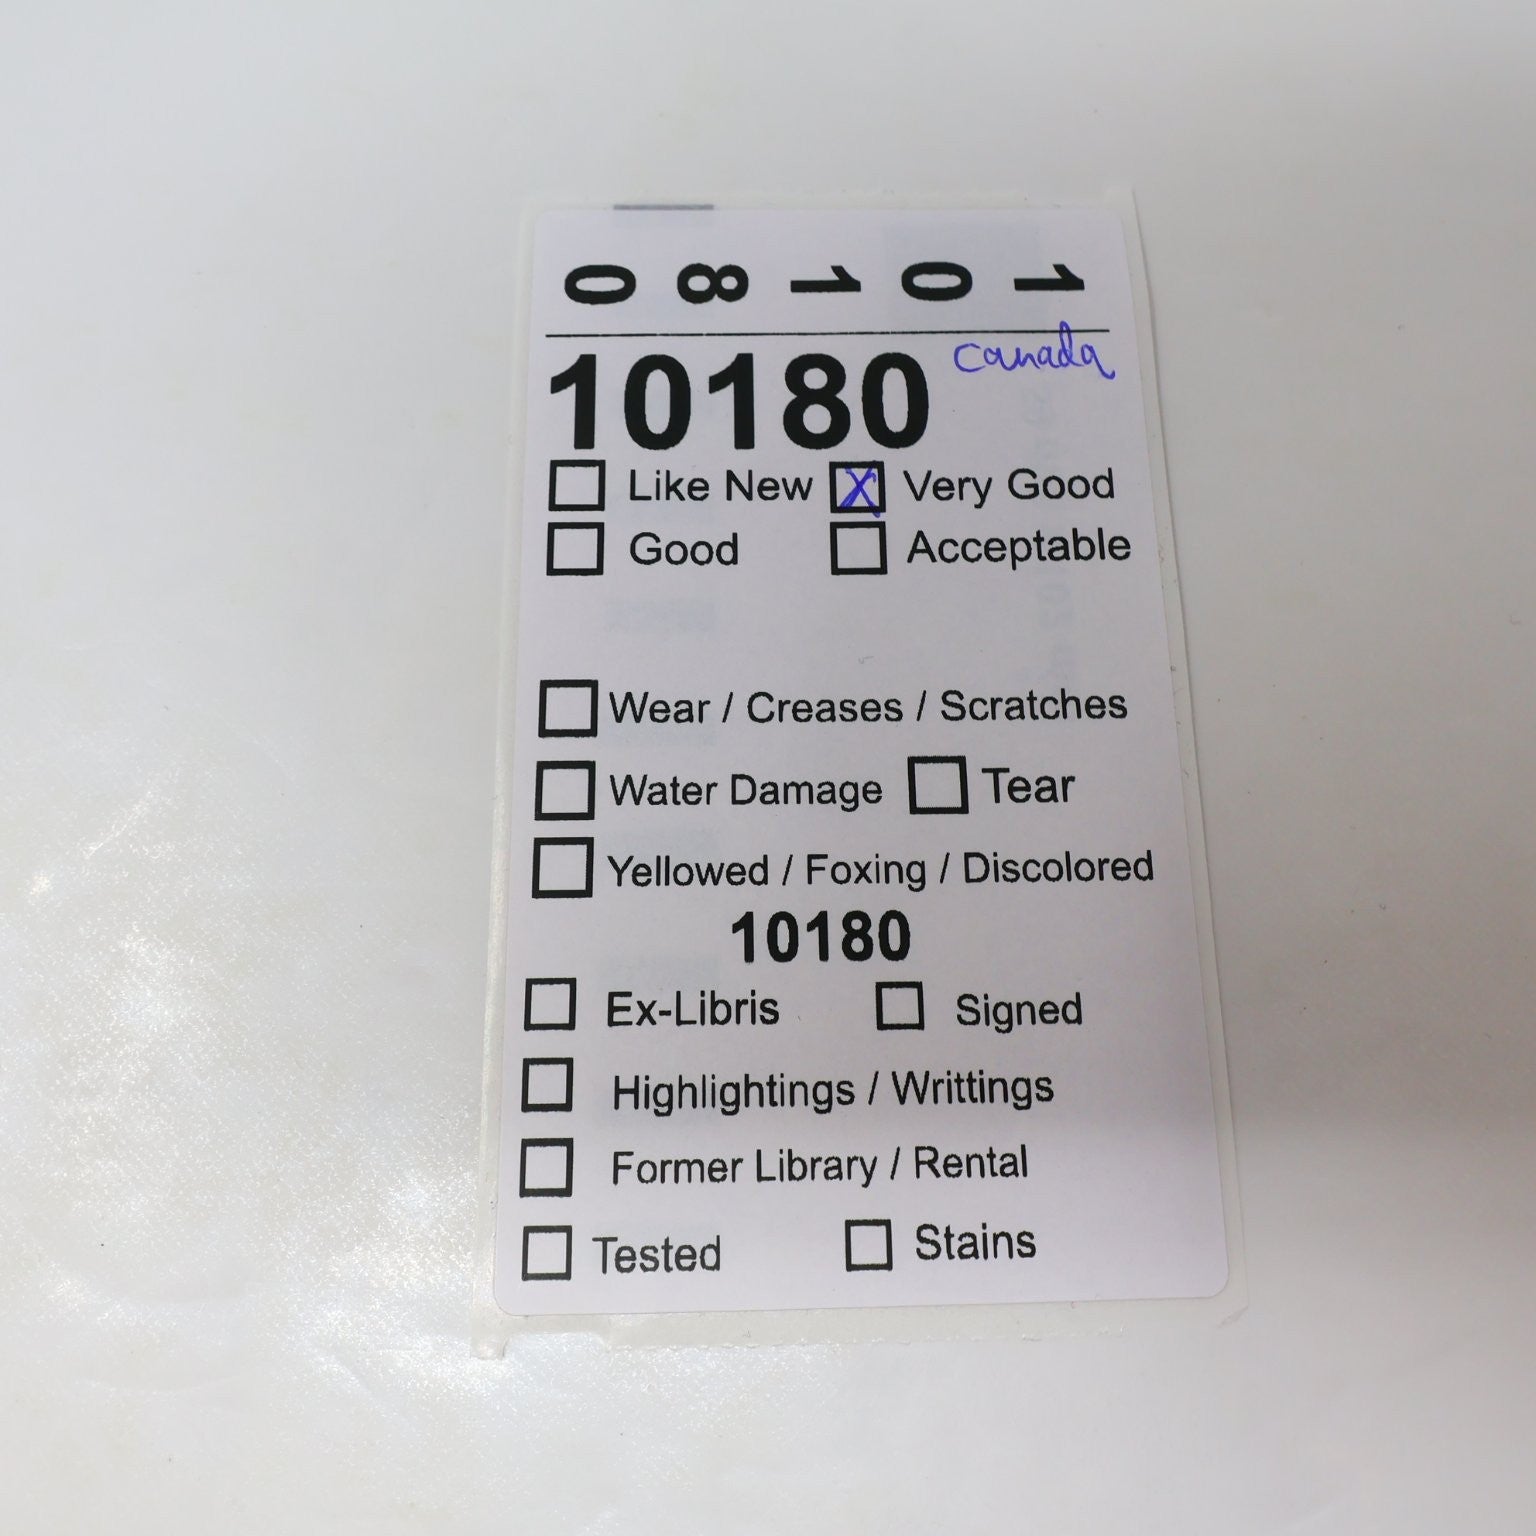 0 8 1 0 1
10180 Canada
Like New X Very Good
Good Acceptable
Wear / Creases / Scratches
Water Damage Tear
Yellowed / Foxing / Discolored
10180
Ex-Libris Signed
Highlightings / Writtings
Former Library / Rental
Tested Stains